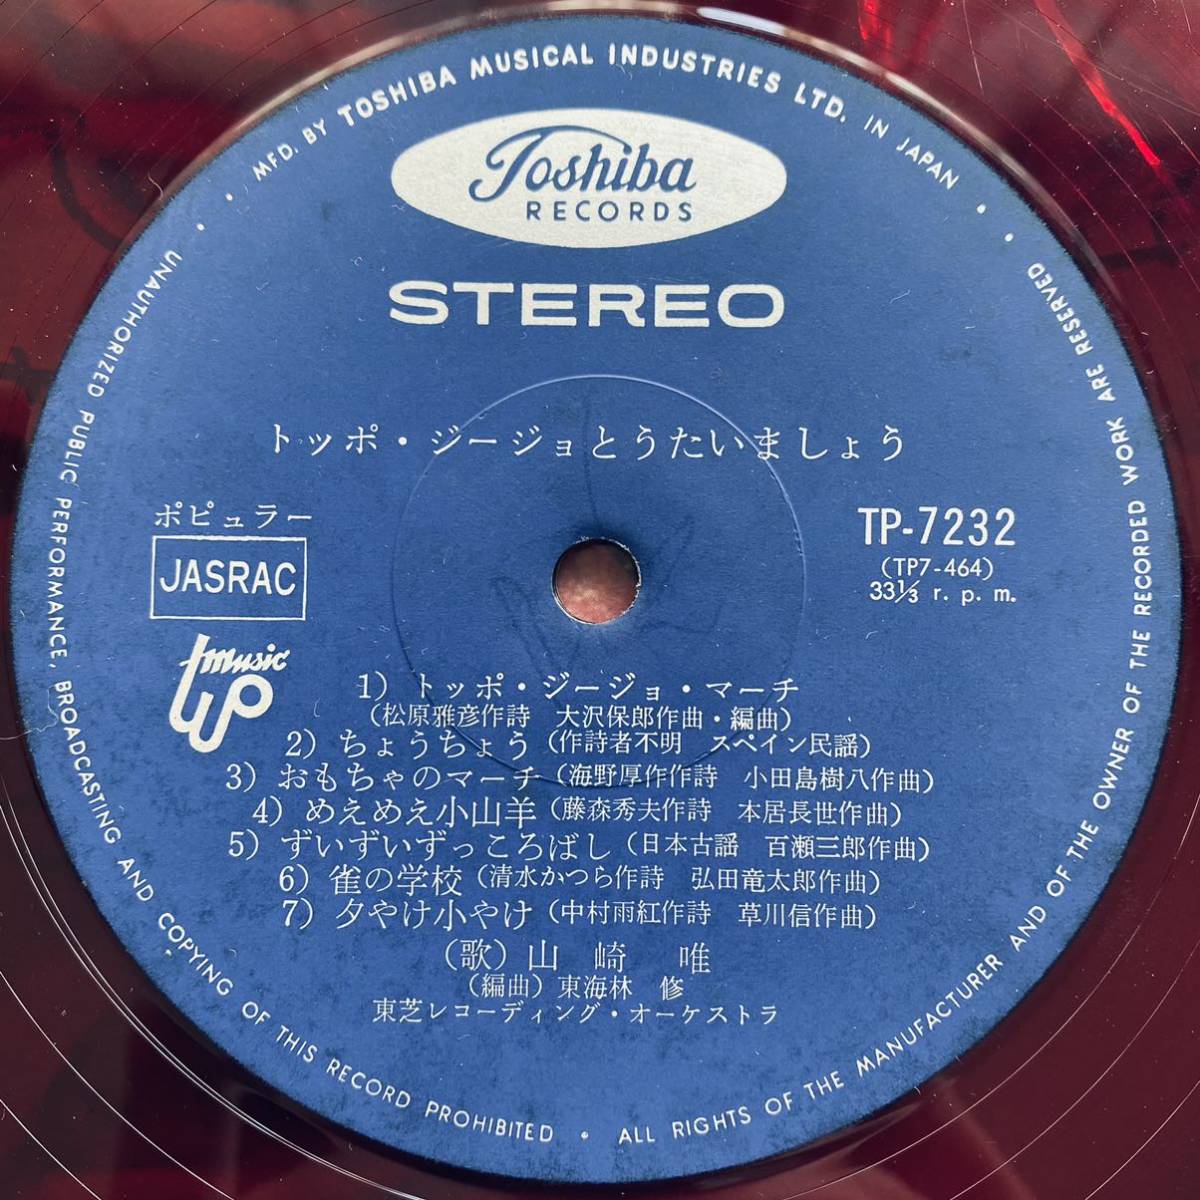 MFD. BY TOSHIBA MUSICAL INDUSTRIES LTD. IN JAPAN
Toshiba
RECORDS
STEREO
トッポ・ジージョとうたいましょう
ポピュラー
JASRAC
music up
TP-7232
(TP7-464)
33⅓ r. p. m.
1) トッポ・ジージョ・マーチ
(松原雅彦作詩 大沢保郎作曲・編曲)
2) ちょうちょう (作詩者不明 スペイン民謡)
3) おもちゃのマーチ (海野厚作作詩 小田島樹八作曲)
4) めえめえ小山羊 (藤森秀夫作詩 本居長世作曲)
5) ずいずいずっころばし (日本古謡 百瀬三郎作曲)
6) 雀の学校 (清水かつら作詩 弘田竜太郎作曲)
7) 夕やけ小やけ (中村雨紅作詩 草川信作曲)
(歌) 山崎 唯
(編曲) 東海林 修
東芝レコーディング・オーケストラ
UNAUTHORIZED PUBLIC PERFORMANCE, BROADCASTING AND COPYING OF THIS RECORD PROHIBITED • ALL RIGHTS OF THE MANUFACTURER AND OF THE OWNER OF THE RECORDED WORK ARE RESERVED